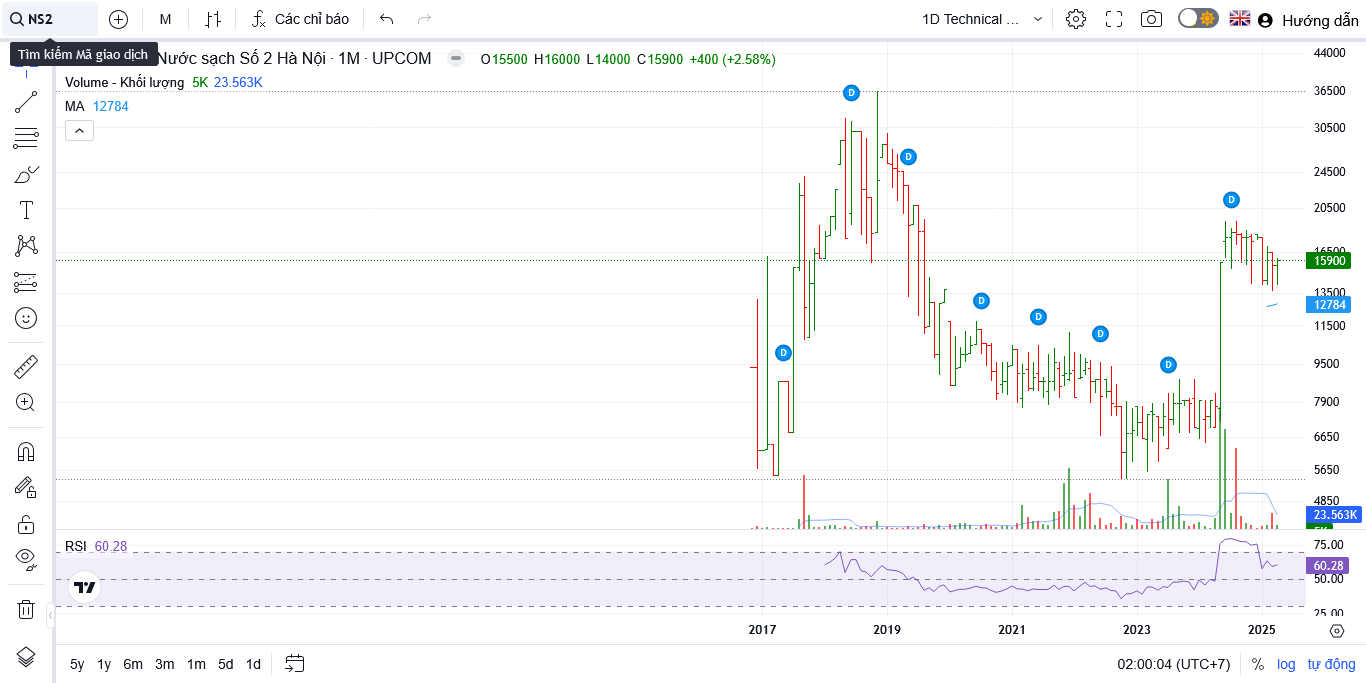 NS2
M
Các chỉ báo
1D Technical ...
Hướng dẫn
Tìm kiếm Mã giao dịch
Nước sạch Số 2 Hà Nội · 1M · UPCOM
O15500 H16000 L14000 C15900 +400 (+2.58%)
Volume - Khối lượng 5K 23.563K
MA 12784
44000
36500
30500
24500
20500
16500
15900
13500
12784
11500
9500
7900
6650
5650
4850
23.563K
5K
D
D
D
D
D
D
D
D
RSI 60.28
75.00
60.28
50.00
25.00
2017 2019 2021 2023 2025
5y 1y 6m 3m 1m 5d 1d
02:00:04 (UTC+7) % log tự động